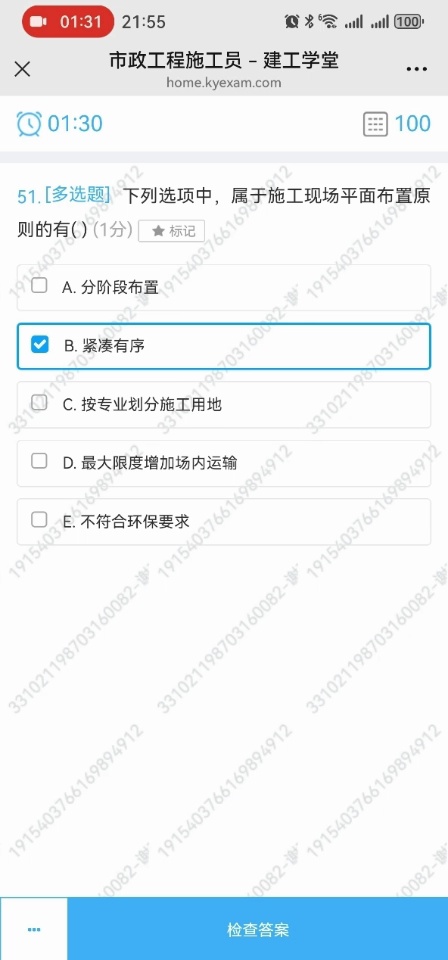 01:31 21:55 100
市政工程施工员 - 建工学堂
home.kyexam.com
01:30 100
51.[多选题] 下列选项中，属于施工现场平面布置原
则的有( ) (1分) ★ 标记
A. 分阶段布置
B. 紧凑有序
C. 按专业划分施工用地
D. 最大限度增加场内运输
E. 不符合环保要求
检查答案